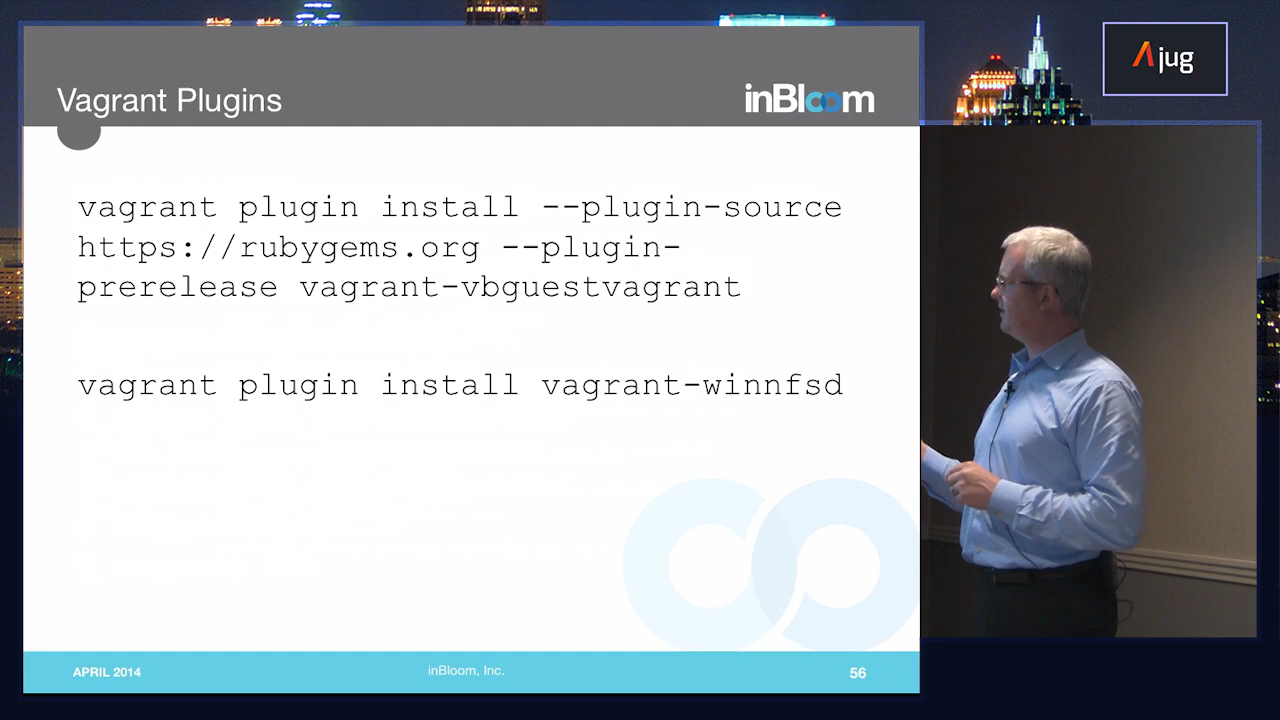 Vagrant Plugins
inBloom
jug
vagrant plugin install --plugin-source
https://rubygems.org --plugin-
prerelease vagrant-vbguestvagrant
vagrant plugin install vagrant-winnfsd
APRIL 2014
inBloom, Inc.
56